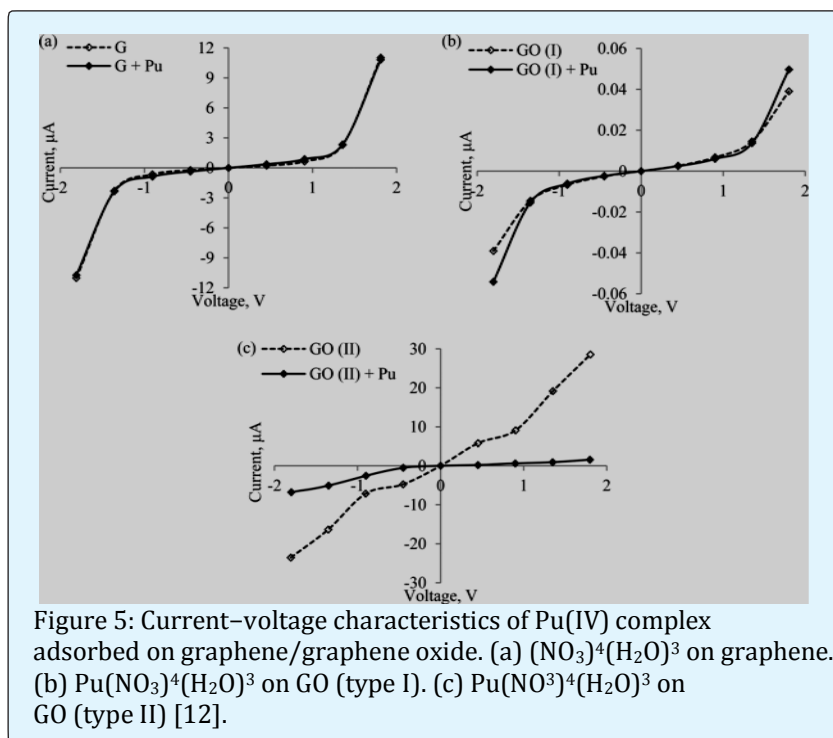 (a)
G
G + Pu
12
9
6
3
0
-3
-6
-9
-12
-2
-1
0
1
2
Current, µA
Voltage, V
(b)
GO (I)
GO (I) + Pu
0.06
0.04
0.02
0
-0.02
-0.04
-0.06
-2
-1
0
1
2
Current, µA
Voltage, V
(c)
GO (II)
GO (II) + Pu
30
20
10
0
-10
-20
-30
-2
-1
0
1
2
Current, µA
Voltage, V
Figure 5: Current–voltage characteristics of Pu(IV) complex
adsorbed on graphene/graphene oxide. (a) (NO₃)⁴(H₂O)³ on graphene.
(b) Pu(NO₃)⁴(H₂O)³ on GO (type I). (c) Pu(NO³)⁴(H₂O)³ on
GO (type II) [12].